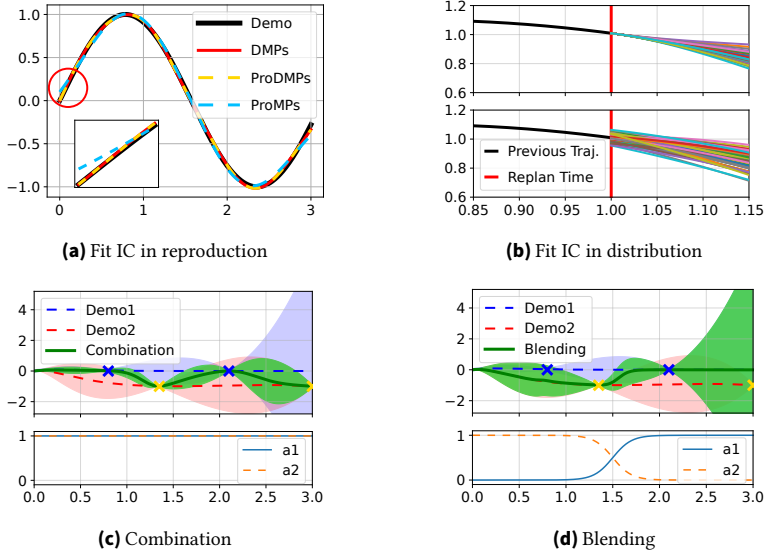 1.0
0.5
0.0
−0.5
−1.0
0
1
2
3
Demo
DMPs
ProDMPs
ProMPs
(a) Fit IC in reproduction
1.2
1.0
0.8
0.6
1.2
1.0
0.8
0.6
Previous Traj.
Replan Time
0.85
0.90
0.95
1.00
1.05
1.10
1.15
(b) Fit IC in distribution
4
2
0
−2
Demo1
Demo2
Combination
1
0
a1
a2
0.0
0.5
1.0
1.5
2.0
2.5
3.0
(c) Combination
4
2
0
−2
Demo1
Demo2
Blending
1
0
a1
a2
0.0
0.5
1.0
1.5
2.0
2.5
3.0
(d) Blending